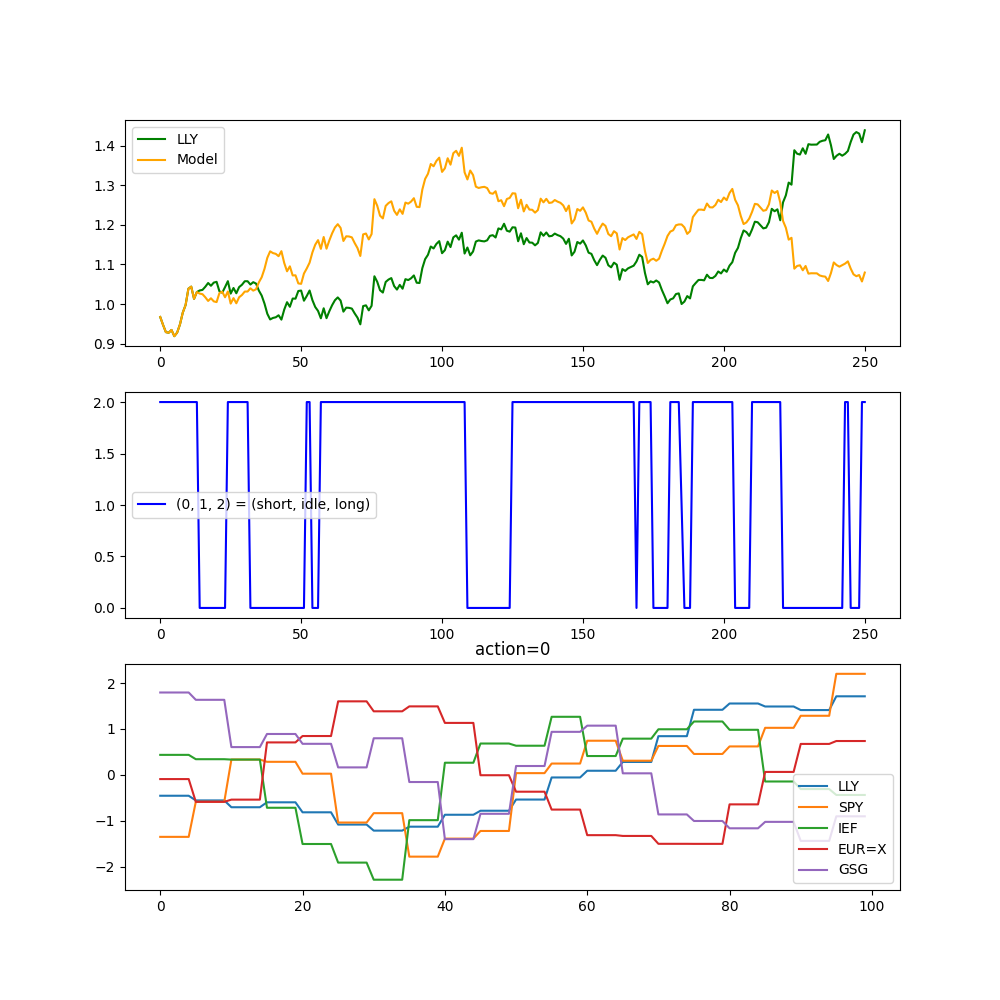 LLY
Model
1.4
1.3
1.2
1.1
1.0
0.9
0 50 100 150 200 250
2.0
1.5
1.0
0.5
0.0
(0, 1, 2) = (short, idle, long)
0 50 100 150 200 250
action=0
2
1
0
−1
−2
LLY
SPY
IEF
EUR=X
GSG
0 20 40 60 80 100